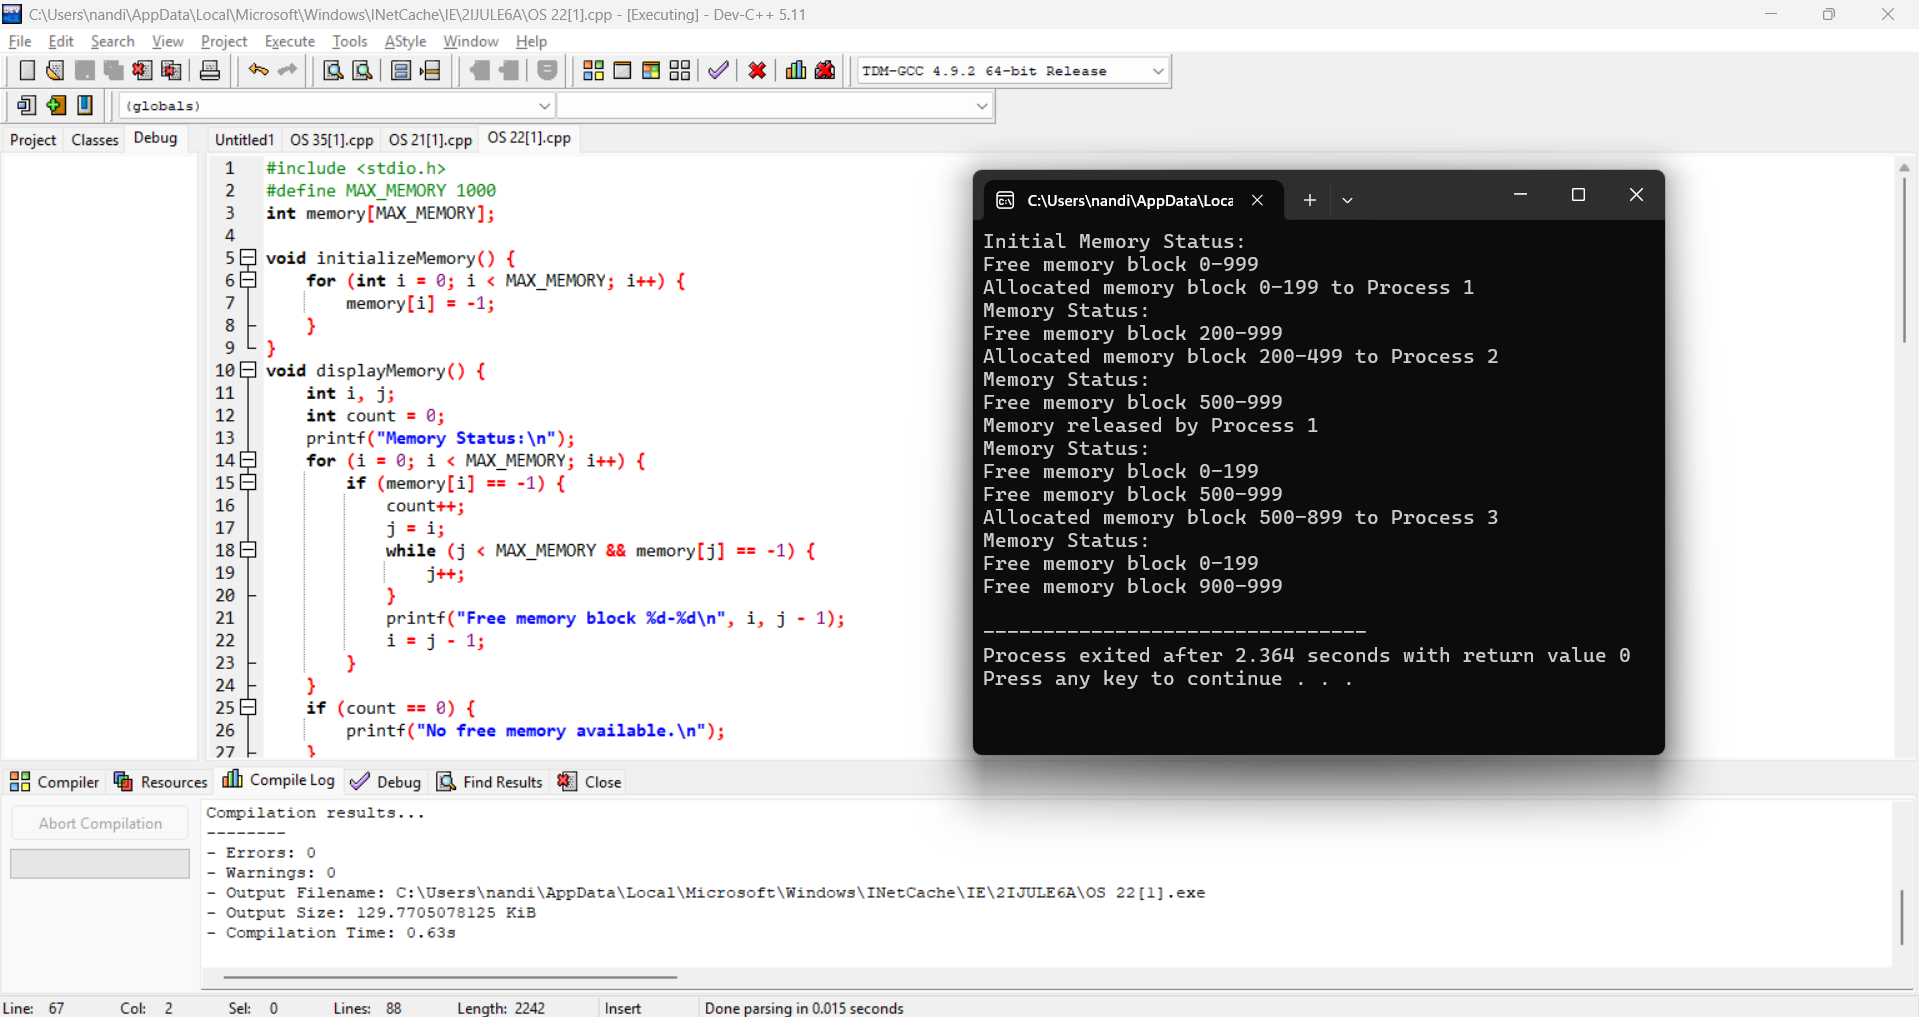 C:\Users\nandi\AppData\Local\Microsoft\Windows\INetCache\IE\2IJULE6A\OS 22[1].cpp - [Executing] - Dev-C++ 5.11
File Edit Search View Project Execute Tools AStyle Window Help
TDM-GCC 4.9.2 64-bit Release
(globals)
Project Classes Debug
Untitled1 OS 35[1].cpp OS 21[1].cpp OS 22[1].cpp
1 #include <stdio.h>
2 #define MAX_MEMORY 1000
3 int memory[MAX_MEMORY];
4
5 void initializeMemory() {
6 for (int i = 0; i < MAX_MEMORY; i++) {
7 memory[i] = -1;
8 }
9 }
10 void displayMemory() {
11 int i, j;
12 int count = 0;
13 printf("Memory Status:\n");
14 for (i = 0; i < MAX_MEMORY; i++) {
15 if (memory[i] == -1) {
16 count++;
17 j = i;
18 while (j < MAX_MEMORY && memory[j] == -1) {
19 j++;
20 }
21 printf("Free memory block %d-%d\n", i, j - 1);
22 i = j - 1;
23 }
24 }
25 if (count == 0) {
26 printf("No free memory available.\n");
27 }
C:\Users\nandi\AppData\Loca
Initial Memory Status:
Free memory block 0-999
Allocated memory block 0-199 to Process 1
Memory Status:
Free memory block 200-999
Allocated memory block 200-499 to Process 2
Memory Status:
Free memory block 500-999
Memory released by Process 1
Memory Status:
Free memory block 0-199
Free memory block 500-999
Allocated memory block 500-899 to Process 3
Memory Status:
Free memory block 0-199
Free memory block 900-999
--------------------------------
Process exited after 2.364 seconds with return value 0
Press any key to continue . . .
Compiler Resources Compile Log Debug Find Results Close
Abort Compilation
Compilation results...
--------
- Errors: 0
- Warnings: 0
- Output Filename: C:\Users\nandi\AppData\Local\Microsoft\Windows\INetCache\IE\2IJULE6A\OS 22[1].exe
- Output Size: 129.7705078125 KiB
- Compilation Time: 0.63s
Line: 67 Col: 2 Sel: 0 Lines: 88 Length: 2242 Insert Done parsing in 0.015 seconds